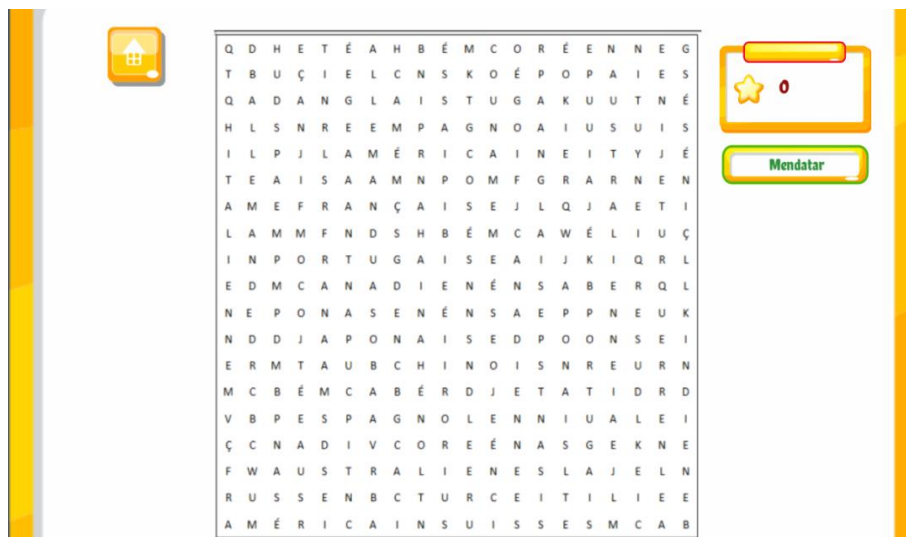 Q D H E T É A H B É M C O R É E N N E G
T B U Ç I E L C N S K O É P O P A I E S
Q A D A N G L A I S T U G A K U U T N É
H L S N R E E M P A G N O A I U S U I S
I L P J L A M É R I C A I N E I T Y J É
T E A I S A A M N P O M F G R A R N E N
A M E F R A N Ç A I S E J L Q J A E T I
L A M M F N D S H B É M C A W É L I U Ç
I N P O R T U G A I S E A I J K I Q R L
E D M C A N A D I E N É N S A B E R Q L
N E P O N A S E N É N S A E P P N E U K
N D D J A P O N A I S E D P O O N S E I
E R M T A U B C H I N O I S N R E U R N
M C B É M C A B É R D J E T A T I D R D
V B P E S P A G N O L E N N I U A L E I
Ç C N A D I V C O R E É N A S G E K N E
F W A U S T R A L I E N E S L A J E L N
R U S S E N B C T U R C E I T I L I E E
A M É R I C A I N S U I S S E S M C A B
0
Mendatar